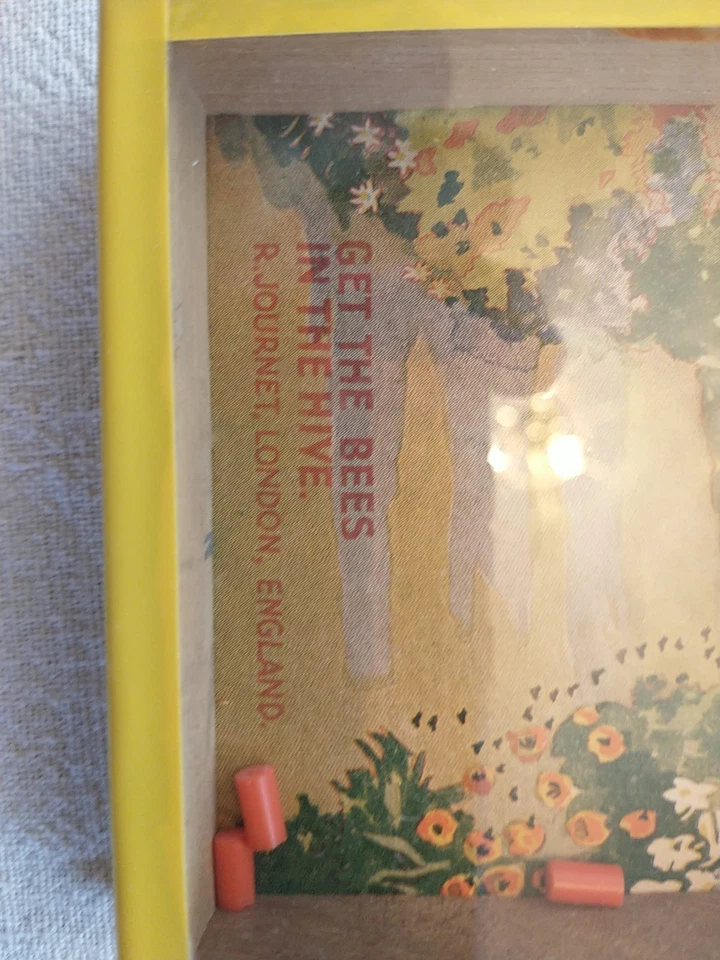 GET THE BEES
IN THE HIVE.
R. JOURNET, LONDON, ENGLAND.